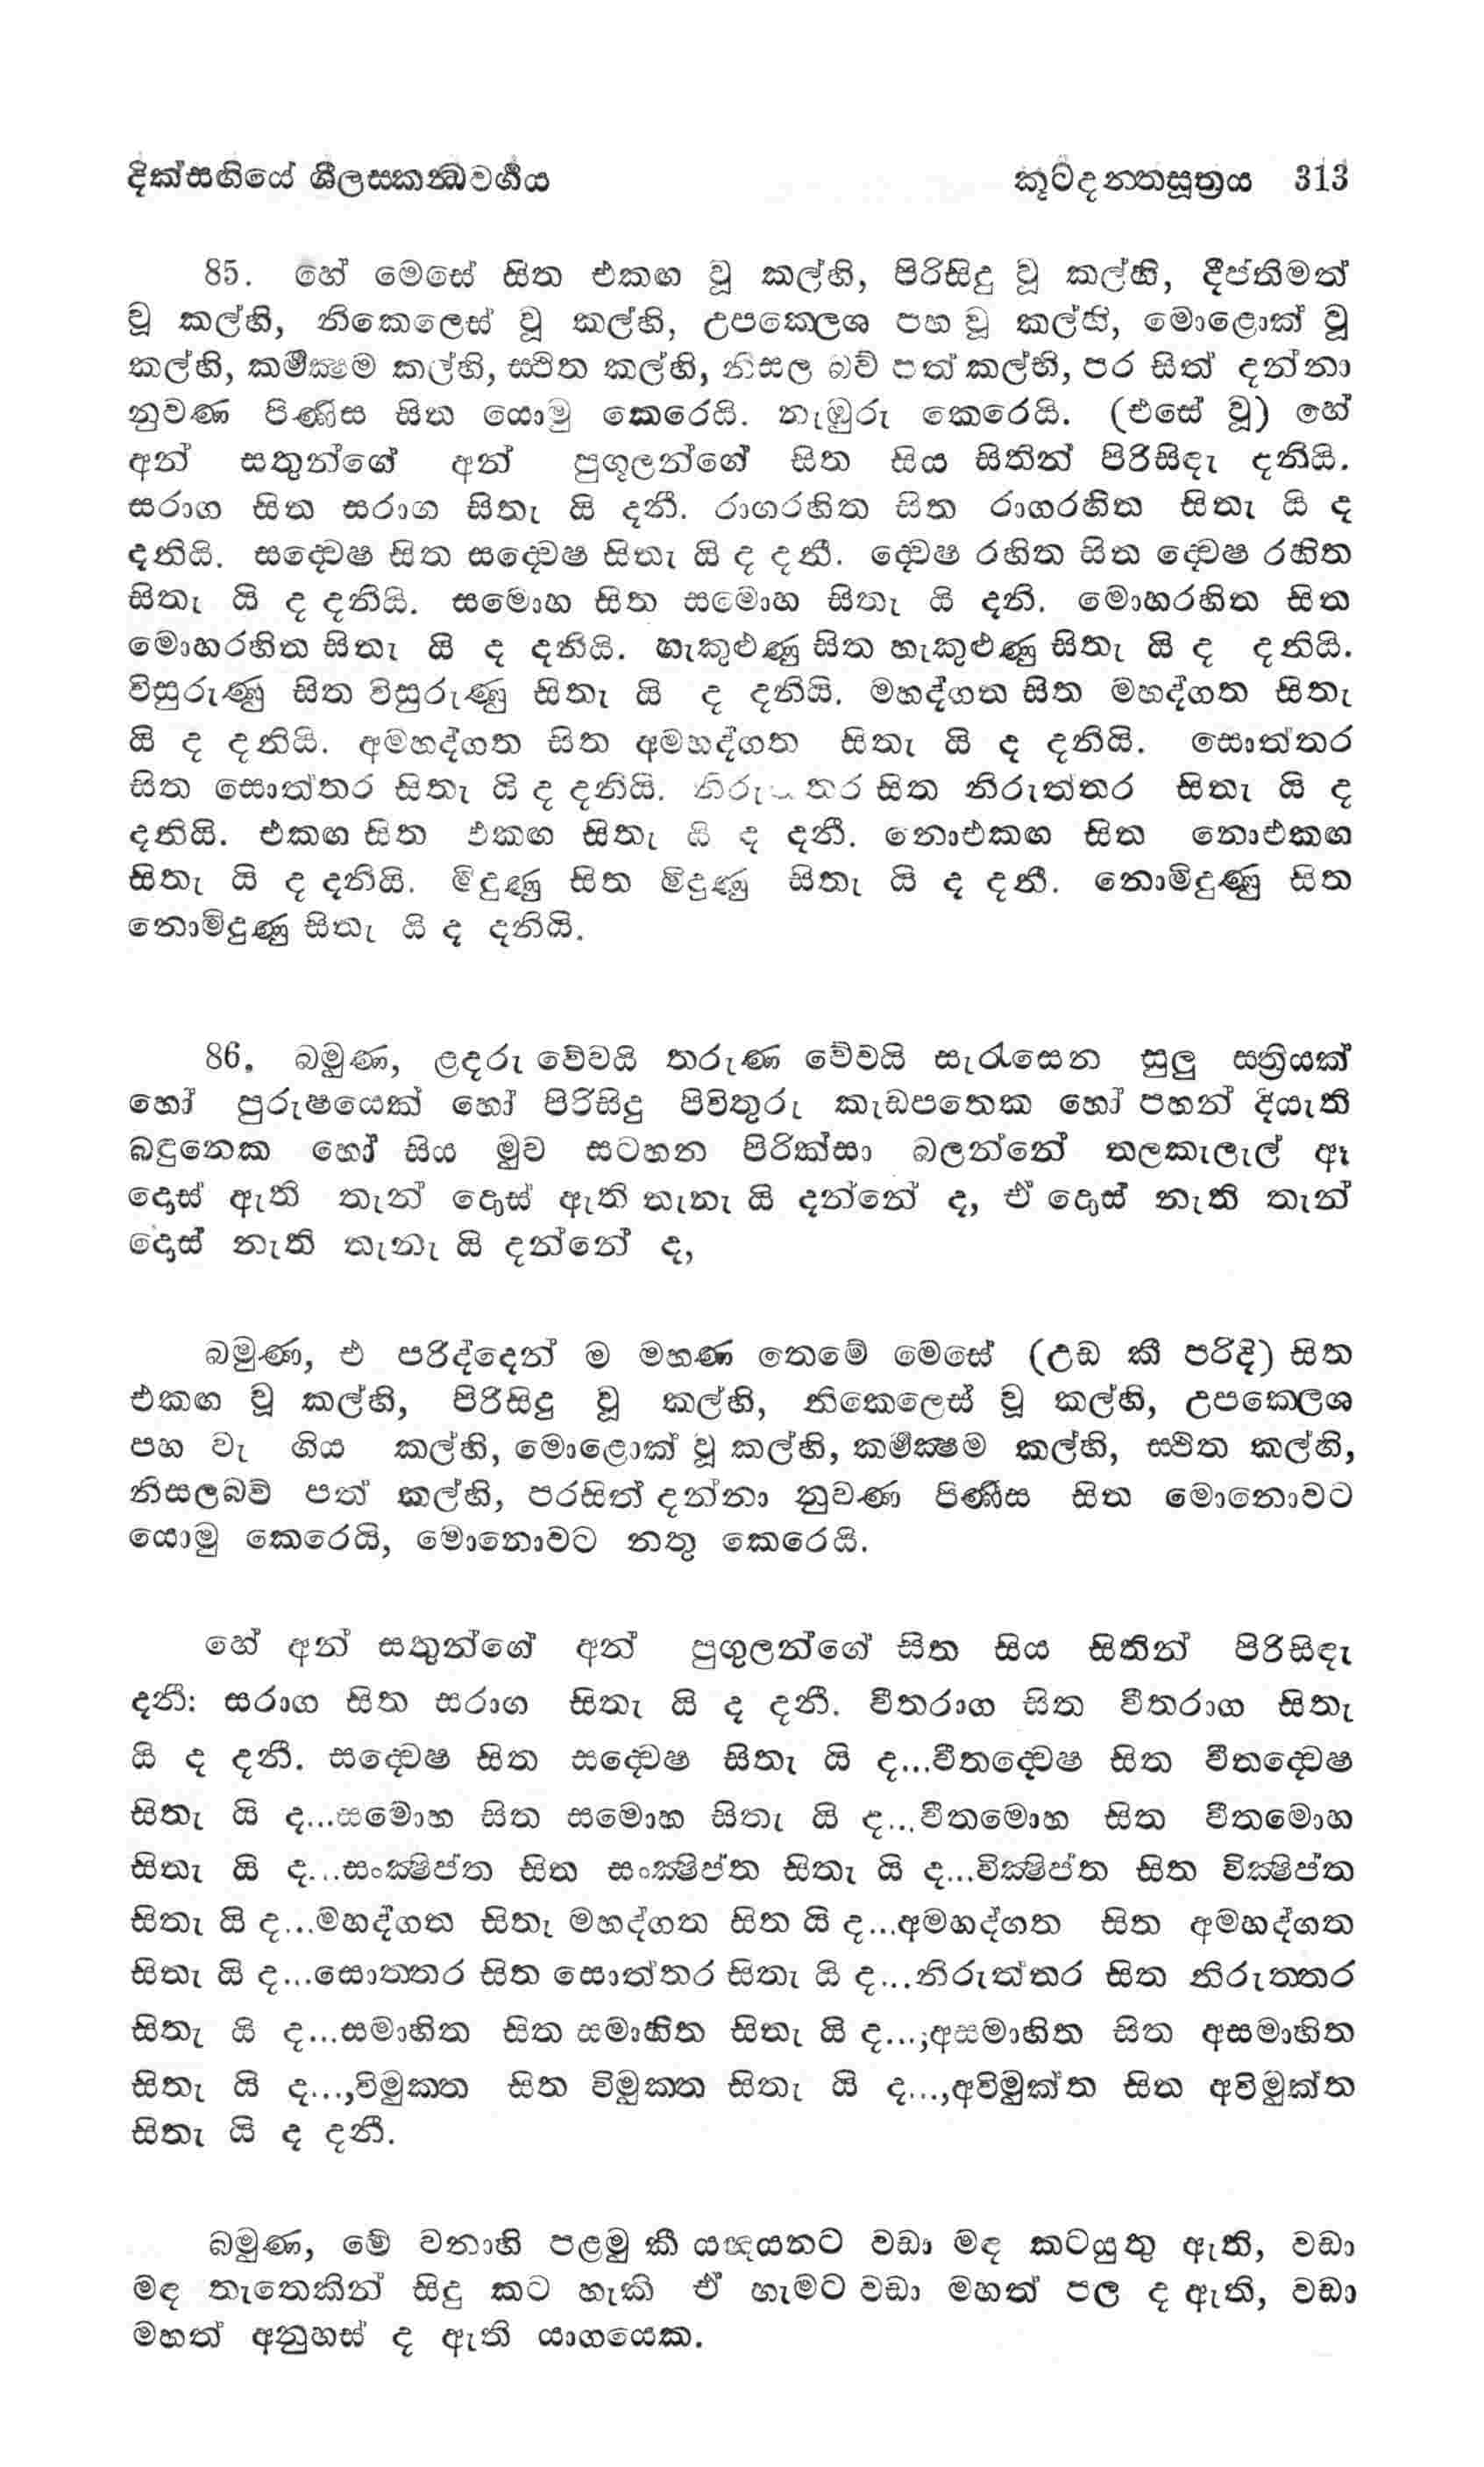 දික්සඟියේ ශීලස්කන්ධවර්ගය කූටදන්තසූත්‍රය 313
85. හේ මෙසේ සිත එකඟ වූ කල්හි, පිරිසිදු වූ කල්හි, දීප්තිමත්
වූ කල්හි, නිකෙලෙස් වූ කල්හි, උපක්ලෙශ පහ වූ කල්හි, මොළොක් වූ
කල්හි, කර්මක්‍ෂම කල්හි, ස්ථිත කල්හි, නිසල බව් පත් කල්හි, පර සිත් දන්නා
නුවණ පිණිස සිත යොමු කෙරෙයි. නැඹුරු කෙරෙයි. (එසේ වූ) හේ
අන් සතුන්ගේ අන් පුගුලන්ගේ සිත සිය සිතින් පිරිසිඳැ දනියි.
සරාග සිත සරාග සිතැ යි දනී. රාගරහිත සිත රාගරහිත සිතැ යි ද
දනියි. සද්වෙෂ සිත සද්වෙෂ සිතැ යි ද දනී. ද්වෙෂ රහිත සිත ද්වෙෂ රහිත
සිතැ යි ද දනියි. සමොහ සිත සමොහ සිතැ යි දනී. මොහරහිත සිත
මොහරහිත සිතැ යි ද දනියි. හැකුළුණු සිත හැකුළුණු සිතැ යි ද දනියි.
විසුරුණු සිත විසුරුණු සිතැ යි ද දනියි. මහද්ගත සිත මහද්ගත සිතැ
යි ද දනියි. අමහද්ගත සිත අමහද්ගත සිතැ යි ද දනියි. සොත්තර
සිත සොත්තර සිතැ යි ද දනියි. සිත නිරුත්තර සිතැ යි ද
දනියි. එකඟ සිත එකඟ සිතැ යි ද දනී. නොඑකඟ සිත නොඑකඟ
සිතැ යි ද දනියි. මිදුණු සිත මිදුණු සිතැ යි ද දනී. නොමිදුණු සිත
නොමිදුණු සිතැ යි ද දනියි.
86. බමුණ, ළදරු වේවයි තරුණ වේවයි සැරැසෙන සුලු ස්ත්‍රියක්
හෝ පුරුෂයෙක් හෝ පිරිසිදු පිවිතුරු කැඩපතෙක හෝ පහන් දියැති
බඳුනෙක හෝ සිය මුව සටහන පිරික්සා බලන්නේ තලකැලැල් ඈ
දොස් ඇති තැන් දොස් ඇති තැනැ යි දන්නේ ද, ඒ දොස් නැති තැන්
දොස් නැති තැනැ යි දන්නේ ද,
බමුණ, එ පරිද්දෙන් ම මහණ තෙමේ මෙසේ (උඩ කී පරිදි) සිත
එකඟ වූ කල්හි, පිරිසිදු වූ කල්හි, නිකෙලෙස් වූ කල්හි, උපක්ලෙශ
පහ වැ ගිය කල්හි, මොළොක් වූ කල්හි, කර්මක්‍ෂම කල්හි, ස්ථිත කල්හි,
නිසලබව් පත් කල්හි, පරසිත් දන්නා නුවණ පිණිස සිත මොනොවට
යොමු කෙරෙයි, මොනොවට නතු කෙරෙයි.
හේ අන් සතුන්ගේ අන් පුගුලන්ගේ සිත සිය සිතින් පිරිසිඳැ
දනී: සරාග සිත සරාග සිතැ යි ද දනී. වීතරාග සිත වීතරාග සිතැ
යි ද දනී. සද්වෙෂ සිත සද්වෙෂ සිතැ යි ද...වීතද්වෙෂ සිත වීතද්වෙෂ
සිතැ යි ද...සමොහ සිත සමොහ සිතැ යි ද...වීතමොහ සිත වීතමොහ
සිතැ යි ද...සංක්‍ෂිප්ත සිත සංක්‍ෂිප්ත සිතැ යි ද...වික්‍ෂිප්ත සිත වික්‍ෂිප්ත
සිතැ යි ද...මහද්ගත සිතැ මහද්ගත සිත යි ද...අමහද්ගත සිත අමහද්ගත
සිතැ යි ද...සොත්තර සිත සොත්තර සිතැ යි ද...නිරුත්තර සිත නිරුත්තර
සිතැ යි ද...සමාහිත සිත සමාහිත සිතැ යි ද...;අසමාහිත සිත අසමාහිත
සිතැ යි ද...,විමුක්ත සිත විමුක්ත සිතැ යි ද...,අවිමුක්ත සිත අවිමුක්ත
සිතැ යි ද දනී.
බමුණ, මේ වනාහි පළමු කී යඥයනට වඩා මඳ කටයුතු ඇති, වඩා
මඳ තැතෙකින් සිදු කට හැකි ඒ හැමට වඩා මහත් පල ද ඇති, වඩා
මහත් අනුහස් ද ඇති යාගයෙක.